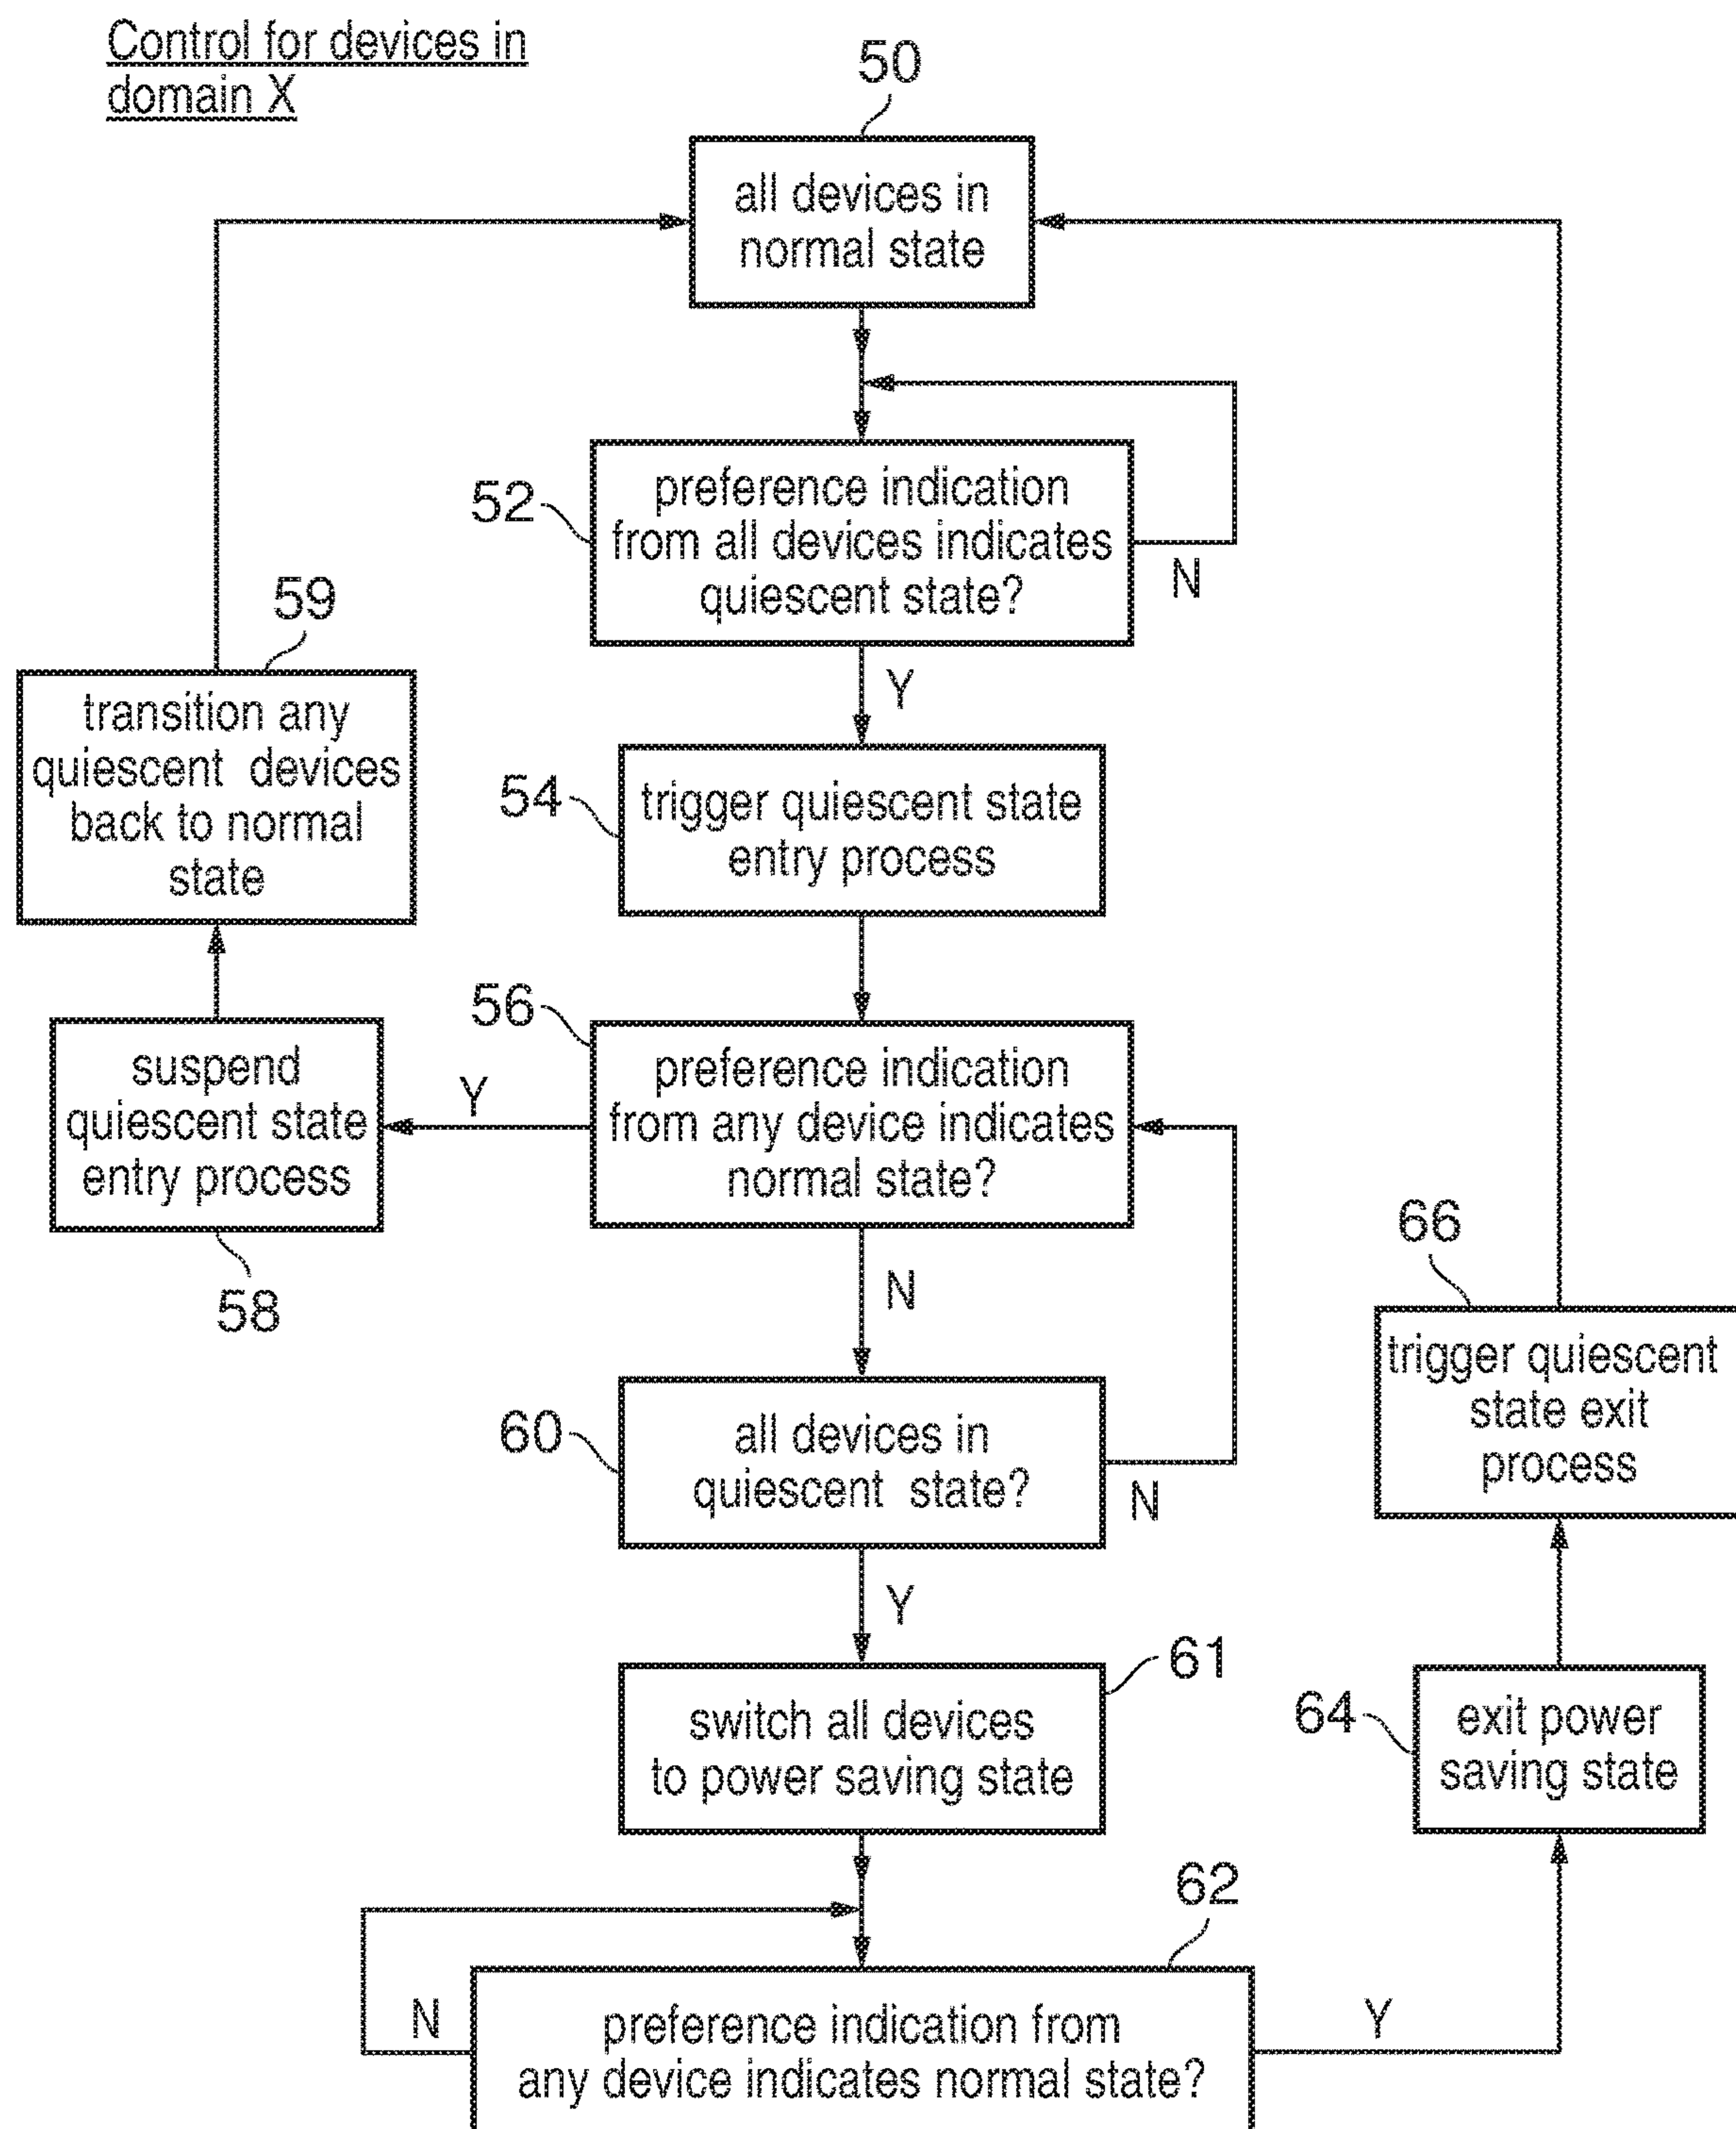 Control for devices in
domain X
50
all devices in
normal state
52
preference indication
from all devices indicates
quiescent state?
N
Y
59
transition any
quiescent devices
back to normal
state
54
trigger quiescent state
entry process
56
preference indication
from any device indicates
normal state?
Y
suspend
quiescent state
entry process
58
N
66
trigger quiescent
state exit
process
60
all devices in
quiescent state?
N
Y
61
switch all devices
to power saving state
64
exit power
saving state
62
N
preference indication from
any device indicates normal state?
Y